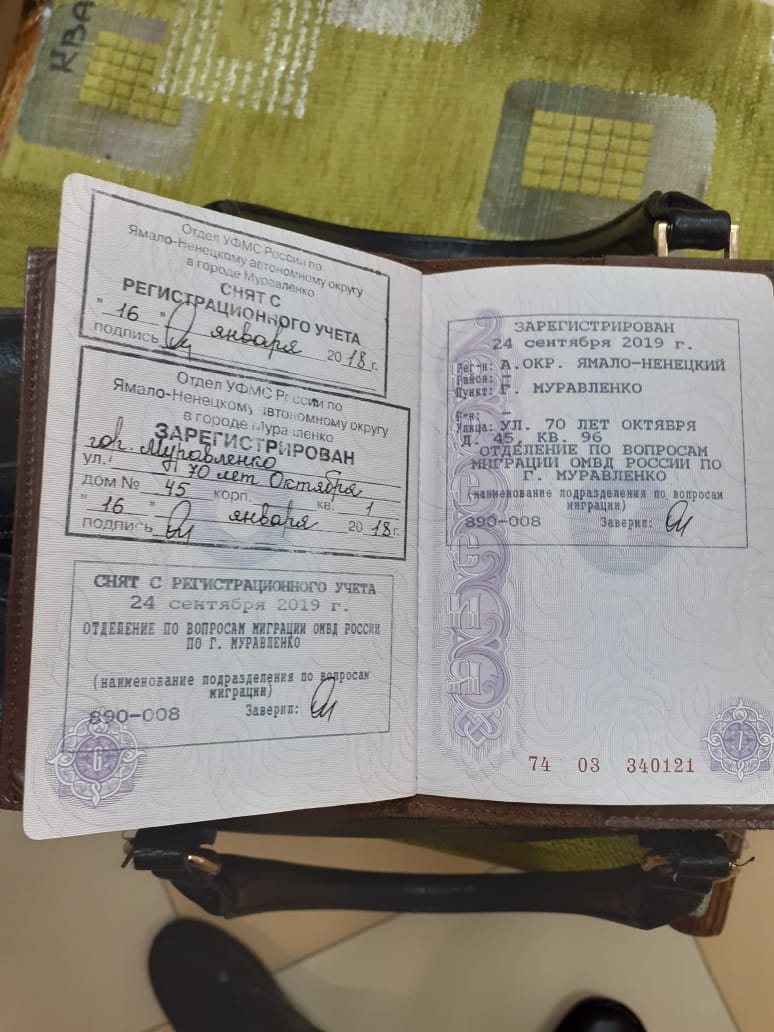 КВА
Отдел УФМС России по
Ямало-Ненецкому автономному округу
в городе Муравленко
СНЯТ С
РЕГИСТРАЦИОННОГО УЧЕТА
"16" января 2018 г.
подпись
Отдел УФМС России по
Ямало-Ненецкому автономному округу
в городе Муравленко
ЗАРЕГИСТРИРОВАН
гор. Муравленко
ул. 70 лет Октября
дом № 45 корп. кв. 1
"16" января 2018 г.
подпись
СНЯТ С РЕГИСТРАЦИОННОГО УЧЕТА
24 сентября 2019 г.
ОТДЕЛЕНИЕ ПО ВОПРОСАМ МИГРАЦИИ ОМВД РОССИИ
ПО Г. МУРАВЛЕНКО
(наименование подразделения по вопросам
миграции)
890-008 Заверил:
6
ЗАРЕГИСТРИРОВАН
24 сентября 2019 г.
Рег-н: А.ОКР. ЯМАЛО-НЕНЕЦКИЙ
Район: -
Пункт: Г. МУРАВЛЕНКО
Р-н: -
Улица: УЛ. 70 ЛЕТ ОКТЯБРЯ
Д. 45, КВ. 96
ОТДЕЛЕНИЕ ПО ВОПРОСАМ
МИГРАЦИИ ОМВД РОССИИ ПО
Г. МУРАВЛЕНКО
(наименование подразделения по вопросам
миграции)
890-008 Заверил:
74 03 340121
7